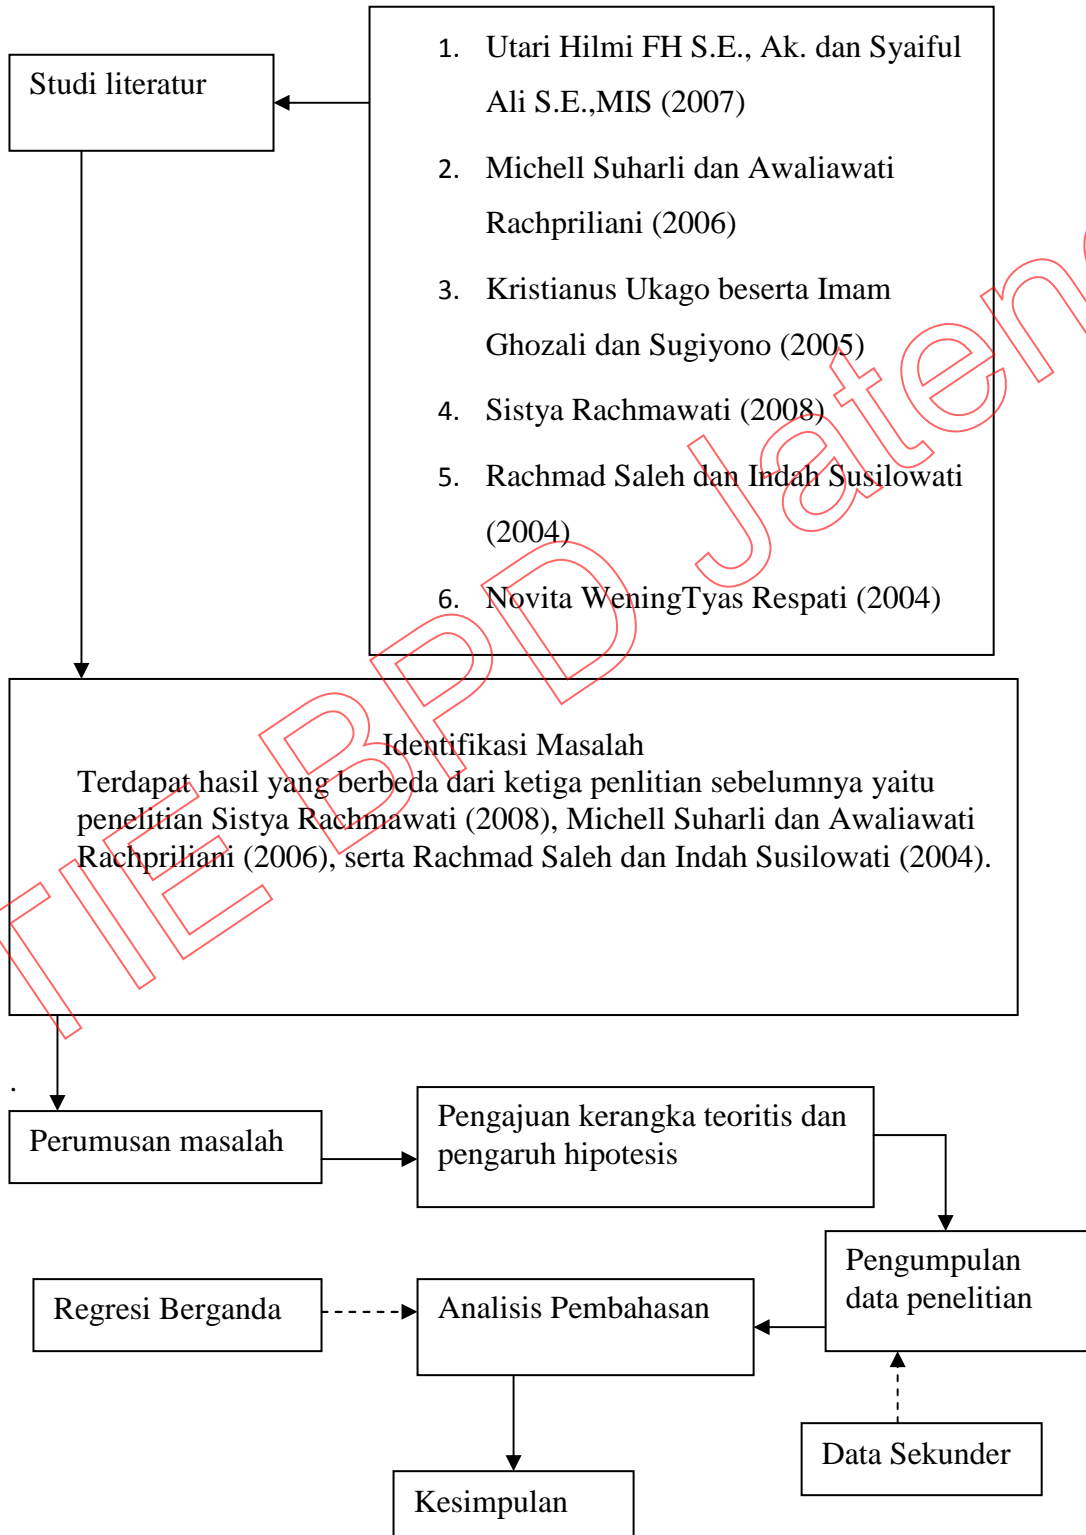 Studi literatur
1. Utari Hilmi FH S.E., Ak. dan Syaiful
Ali S.E.,MIS (2007)
2. Michell Suharli dan Awaliawati
Rachpriliani (2006)
3. Kristianus Ukago beserta Imam
Ghozali dan Sugiyono (2005)
4. Sistya Rachmawati (2008)
5. Rachmad Saleh dan Indah Susilowati
(2004)
6. Novita WeningTyas Respati (2004)
Identifikasi Masalah
Terdapat hasil yang berbeda dari ketiga penlitian sebelumnya yaitu
penelitian Sistya Rachmawati (2008), Michell Suharli dan Awaliawati
Rachpriliani (2006), serta Rachmad Saleh dan Indah Susilowati (2004).
.
Perumusan masalah
Pengajuan kerangka teoritis dan
pengaruh hipotesis
Pengumpulan
data penelitian
Regresi Berganda
Analisis Pembahasan
Data Sekunder
Kesimpulan
TIE BPD Jaten